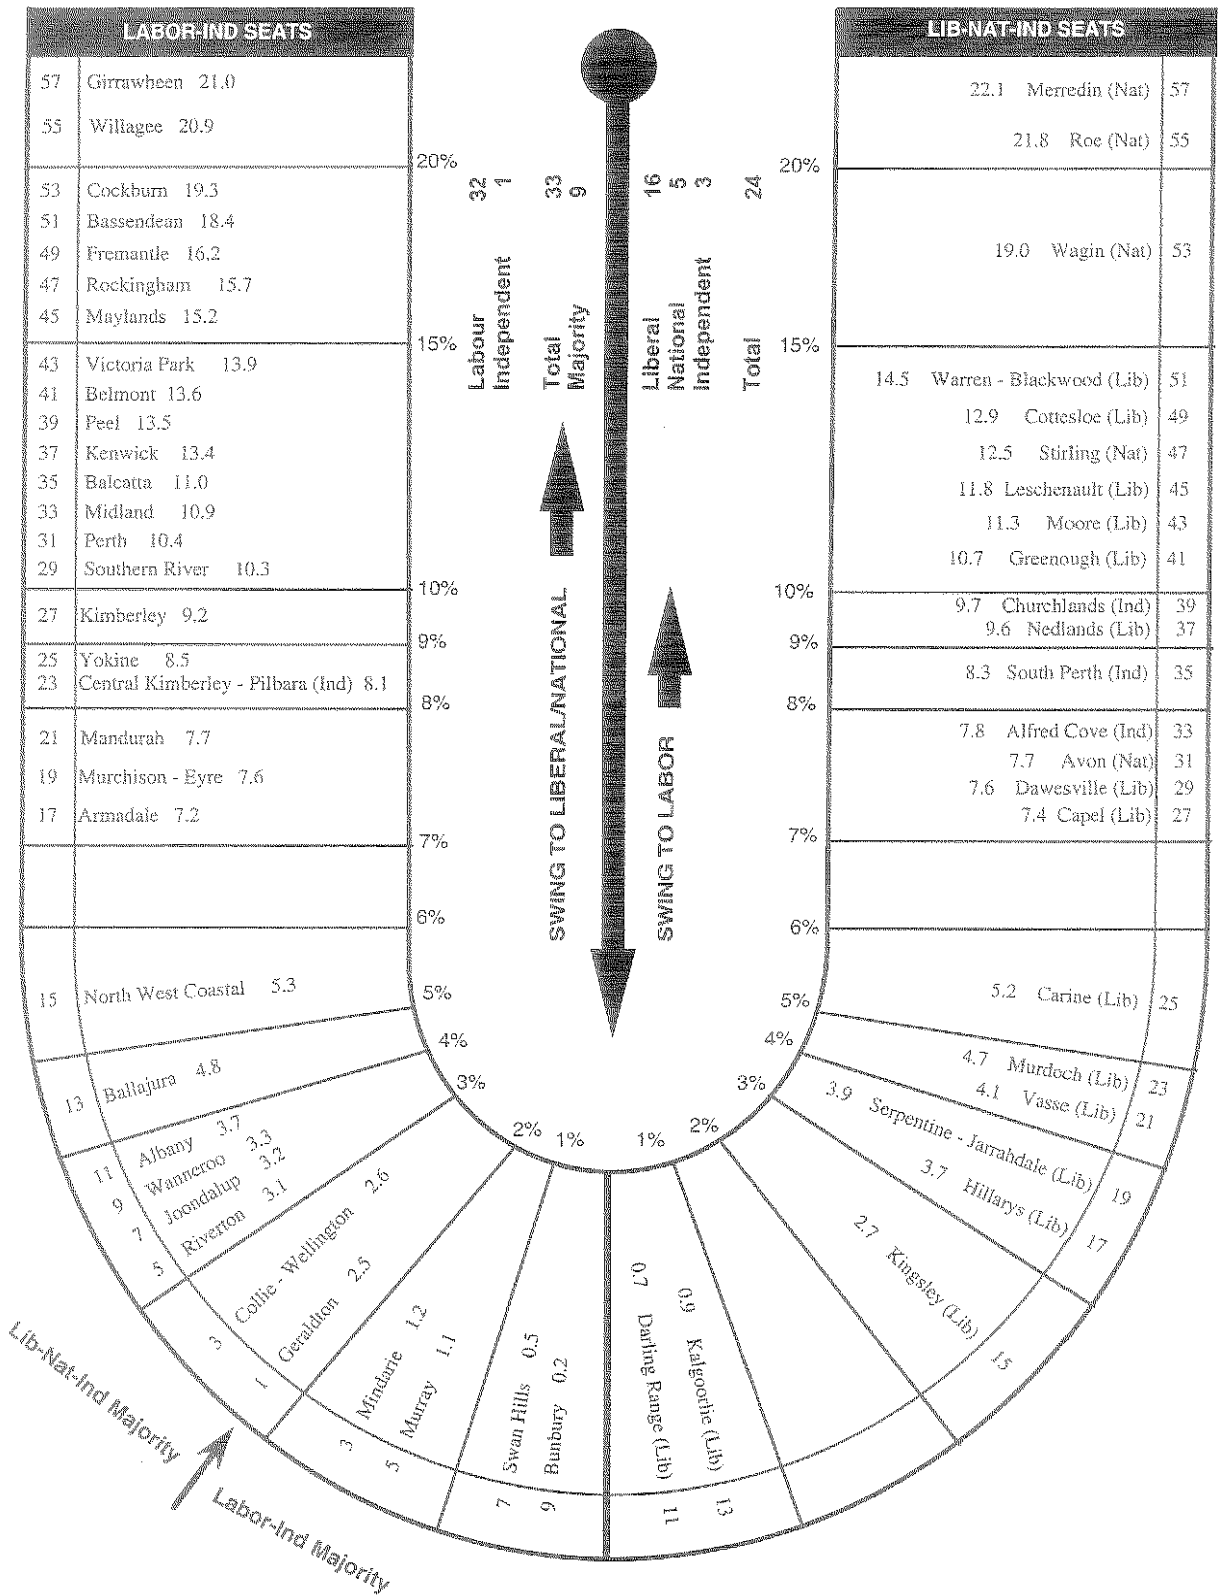 LABOR-IND SEATS
57 Girrawheen 21.0
55 Willagee 20.9
20%
53 Cockburn 19.3
51 Bassendean 18.4
49 Fremantle 16.2
47 Rockingham 15.7
45 Maylands 15.2
15%
43 Victoria Park 13.9
41 Belmont 13.6
39 Peel 13.5
37 Kenwick 13.4
35 Balcatta 11.0
33 Midland 10.9
31 Perth 10.4
29 Southern River 10.3
10%
27 Kimberley 9.2
9%
25 Yokine 8.5
23 Central Kimberley - Pilbara (Ind) 8.1
8%
21 Mandurah 7.7
19 Murchison - Eyre 7.6
17 Armadale 7.2
7%
6%
15 North West Coastal 5.3
5%
13 Ballajura 4.8
4%
11 Albany 3.7
9 Wanneroo 3.3
7 Joondalup 3.2
5 Riverton 3.1
3%
3 Collie - Wellington 2.6
1 Geraldton 2.5
2%
3 Mindarie 1.2
5 Murray 1.1
1%
7 Swan Hills 0.5
9 Bunbury 0.2
Lib-Nat-Ind Majority
Labor-Ind Majority
Labour 32
Independent 1
Total 33
Majority 9
Liberal 16
National 5
Independent 3
Total 24
SWING TO LIBERAL/NATIONAL
SWING TO LABOR
LIB-NAT-IND SEATS
22.1 Merredin (Nat) 57
21.8 Roe (Nat) 55
20%
19.0 Wagin (Nat) 53
15%
14.5 Warren - Blackwood (Lib) 51
12.9 Cottesloe (Lib) 49
12.5 Stirling (Nat) 47
11.8 Leschenault (Lib) 45
11.3 Moore (Lib) 43
10.7 Greenough (Lib) 41
10%
9.7 Churchlands (Ind) 39
9.6 Nedlands (Lib) 37
9%
8.3 South Perth (Ind) 35
8%
7.8 Alfred Cove (Ind) 33
7.7 Avon (Nat) 31
7.6 Dawesville (Lib) 29
7.4 Capel (Lib) 27
7%
6%
5.2 Carine (Lib) 25
5%
4.7 Murdoch (Lib) 23
4.1 Vasse (Lib) 21
4%
3.9 Serpentine - Jarrahdale (Lib) 19
3.7 Hillarys (Lib) 17
3%
2.7 Kingsley (Lib) 15
2%
1%
0.9 Kalgoorlie (Lib) 13
0.7 Darling Range (Lib) 11